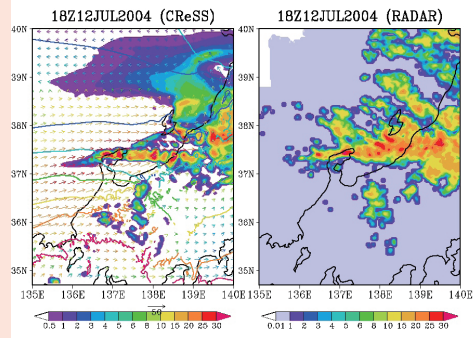 18Z12JUL2004 (CReSS)
40N
39N
38N
37N
36N
35N
135E 136E 137E 138E 139E 140E
50
0.5 1 2 3 4 5 6 8 10 15 20 25 30
18Z12JUL2004 (RADAR)
40N
39N
38N
37N
36N
35N
135E 136E 137E 138E 139E 140E
0.01 1 2 3 4 5 6 8 10 15 20 25 30